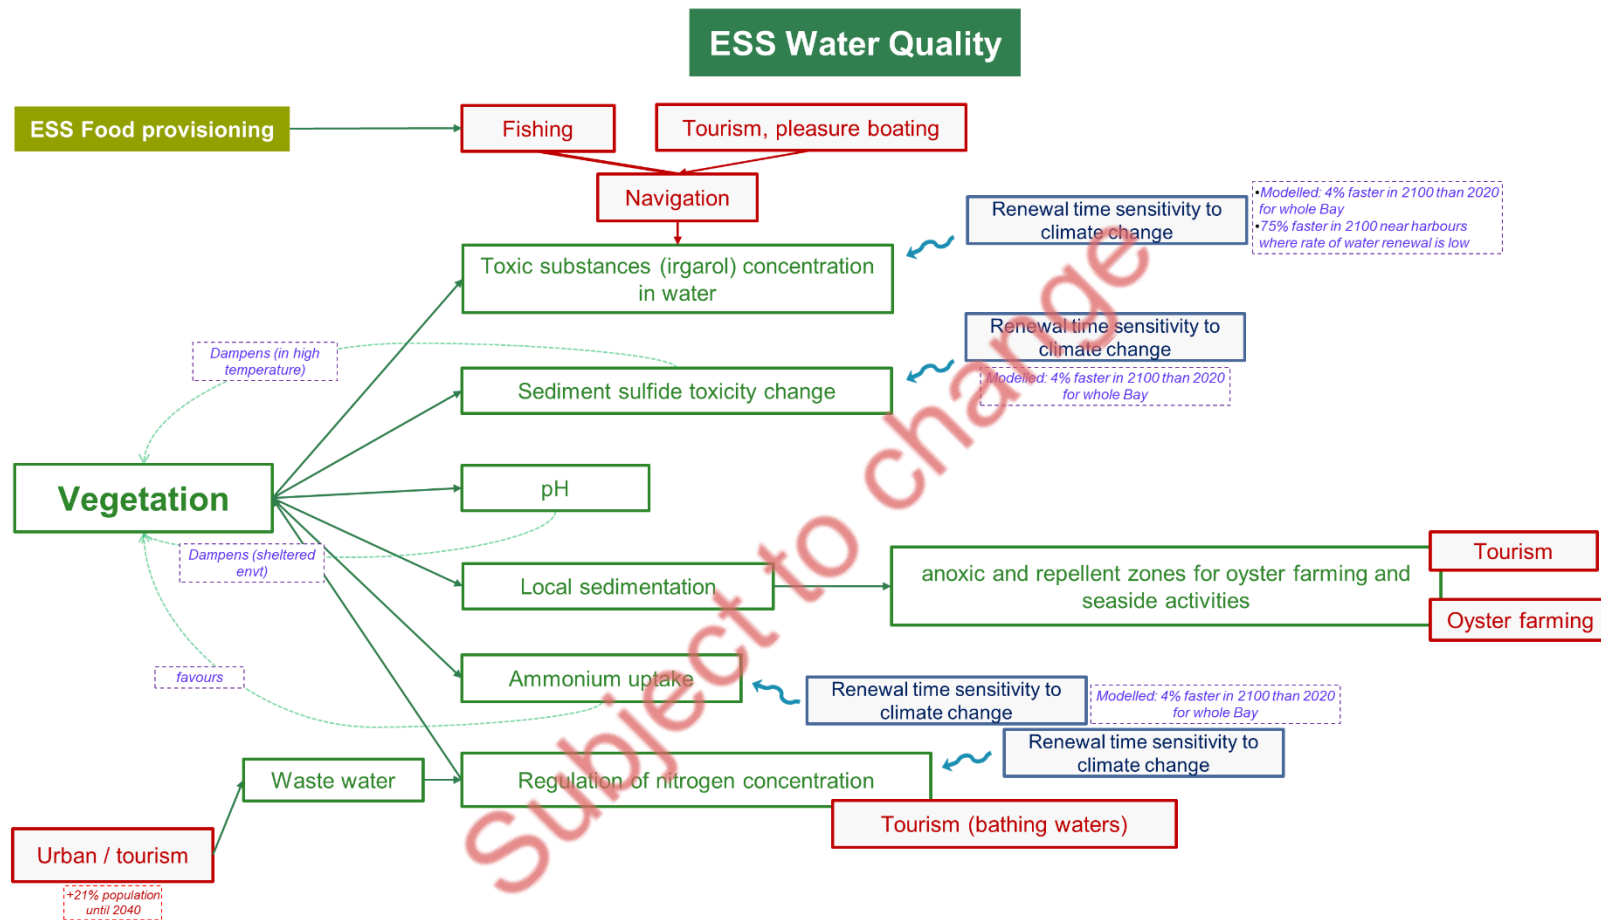 ESS Water Quality
ESS Food provisioning
Fishing
Tourism, pleasure boating
Navigation
Renewal time sensitivity to
climate change
•Modelled: 4% faster in 2100 than 2020
for whole Bay
•75% faster in 2100 near harbours
where rate of water renewal is low
Toxic substances (irgarol) concentration
in water
Renewal time sensitivity to
climate change
Modelled: 4% faster in 2100 than 2020
for whole Bay
Dampens (in high
temperature)
Sediment sulfide toxicity change
Vegetation
pH
Dampens (sheltered
envt)
Local sedimentation
anoxic and repellent zones for oyster farming and
seaside activities
Tourism
Oyster farming
favours
Ammonium uptake
Renewal time sensitivity to
climate change
Modelled: 4% faster in 2100 than 2020
for whole Bay
Renewal time sensitivity to
climate change
Waste water
Regulation of nitrogen concentration
Tourism (bathing waters)
Urban / tourism
+21% population
until 2040
Subject to change